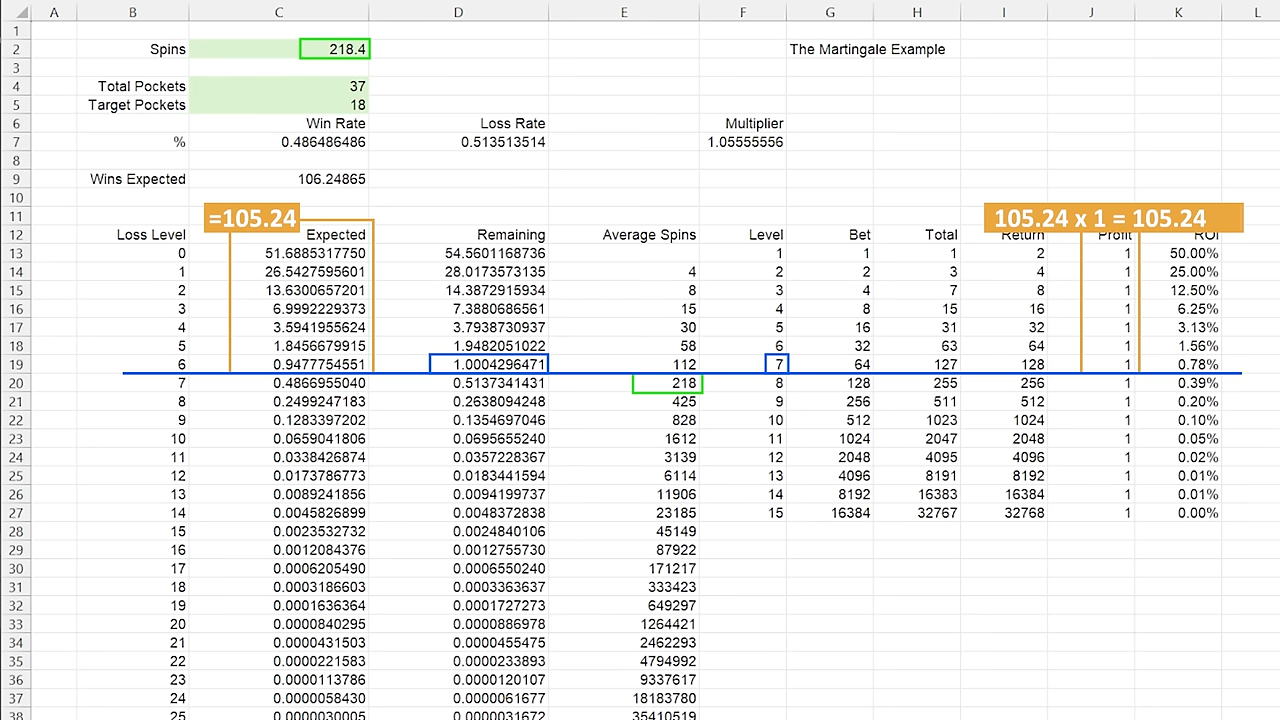 A B C D E F G H I J K L
1
2 Spins 218.4 The Martingale Example
3
4 Total Pockets 37
5 Target Pockets 18
6 Win Rate Loss Rate Multiplier
7 % 0.486486486 0.513513514 1.05555556
8
9 Wins Expected 106.24865
10
11 =105.24 105.24 x 1 = 105.24
12 Loss Level Expected Remaining Average Spins Level Bet Total Return Profit ROI
13 0 51.6885317750 54.5601168736 1 1 1 2 1 50.00%
14 1 26.5427595601 28.0173573135 4 2 2 3 4 1 25.00%
15 2 13.6300657201 14.3872915934 8 3 4 7 8 1 12.50%
16 3 6.9992229373 7.3880686561 15 4 8 15 16 1 6.25%
17 4 3.5941955624 3.7938730937 30 5 16 31 32 1 3.13%
18 5 1.8456679915 1.9482051022 58 6 32 63 64 1 1.56%
19 6 0.9477754551 1.0004296471 112 7 64 127 128 1 0.78%
20 7 0.4866955040 0.5137341431 218 8 128 255 256 1 0.39%
21 8 0.2499247183 0.2638094248 425 9 256 511 512 1 0.20%
22 9 0.1283397202 0.1354697046 828 10 512 1023 1024 1 0.10%
23 10 0.0659041806 0.0695655240 1612 11 1024 2047 2048 1 0.05%
24 11 0.0338426874 0.0357228367 3139 12 2048 4095 4096 1 0.02%
25 12 0.0173786773 0.0183441594 6114 13 4096 8191 8192 1 0.01%
26 13 0.0089241856 0.0094199737 11906 14 8192 16383 16384 1 0.01%
27 14 0.0045826899 0.0048372838 23185 15 16384 32767 32768 1 0.00%
28 15 0.0023532732 0.0024840106 45149
29 16 0.0012084376 0.0012755730 87922
30 17 0.0006205490 0.0006550240 171217
31 18 0.0003186603 0.0003363637 333423
32 19 0.0001636364 0.0001727273 649297
33 20 0.0000840295 0.0000886978 1264421
34 21 0.0000431503 0.0000455475 2462293
35 22 0.0000221583 0.0000233893 4794992
36 23 0.0000113786 0.0000120107 9337617
37 24 0.0000058430 0.0000061677 18183780
38 25 0.0000030005 0.0000031672 35410519